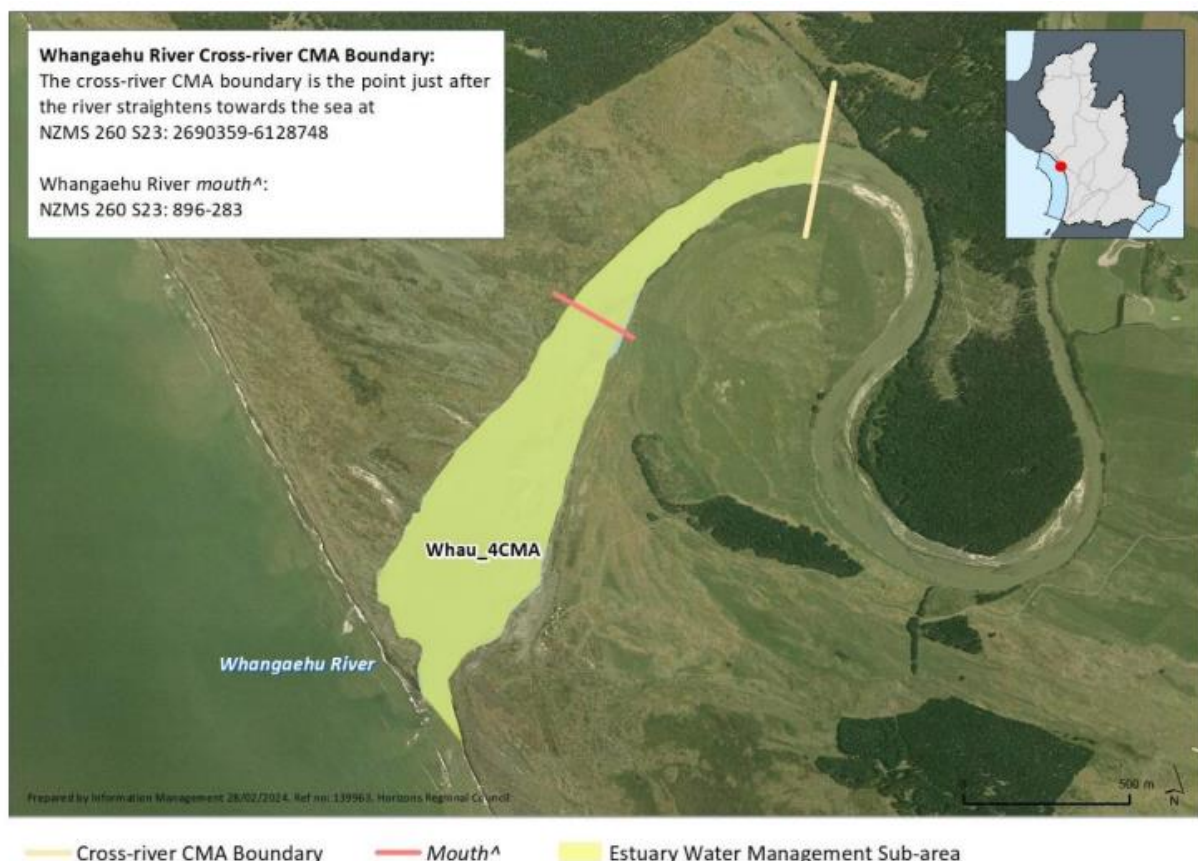 Whangaehu River Cross-river CMA Boundary:
The cross-river CMA boundary is the point just after
the river straightens towards the sea at
NZMS 260 S23: 2690359-6128748
Whangaehu River mouth^:
NZMS 260 S23: 896-283
Whau_4CMA
Whangaehu River
Prepared by Information Management 28/02/2024. Ref no: 139963. Horizons Regional Council
0 500 m
N
Cross-river CMA Boundary Mouth^ Estuary Water Management Sub-area